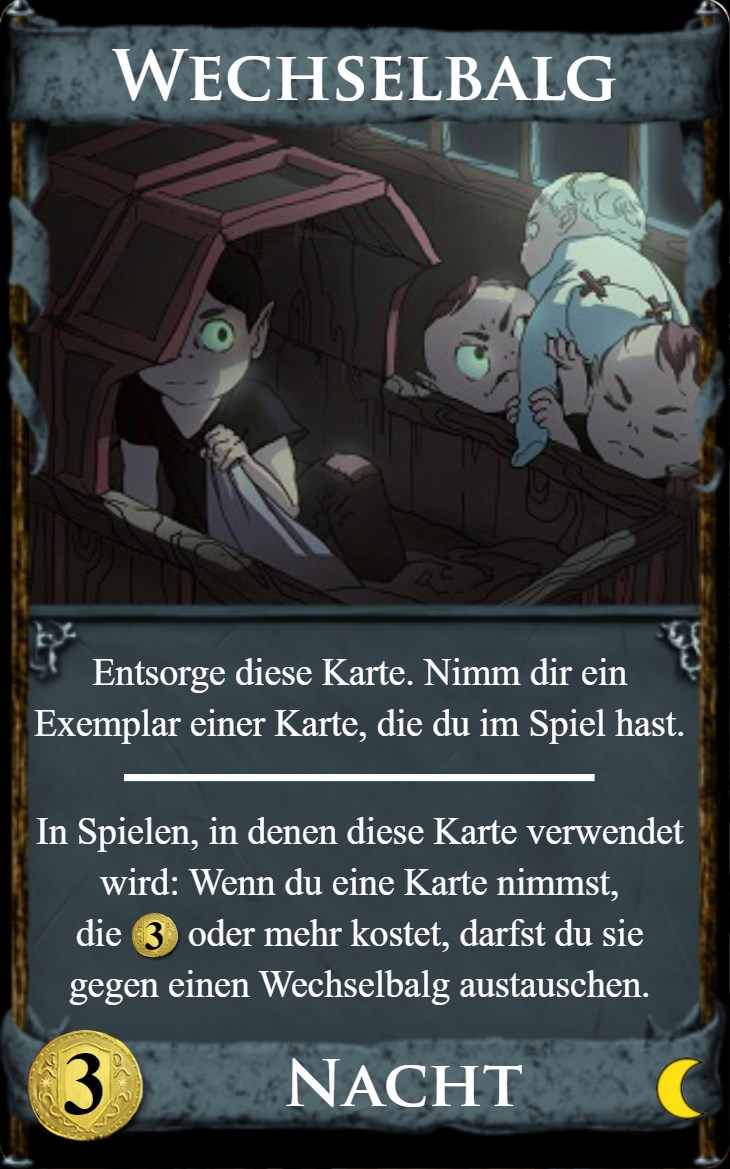 WECHSELBALG
Entsorge diese Karte. Nimm dir ein
Exemplar einer Karte, die du im Spiel hast.
In Spielen, in denen diese Karte verwendet
wird: Wenn du eine Karte nimmst,
die 3 oder mehr kostet, darfst du sie
gegen einen Wechselbalg austauschen.
3 NACHT